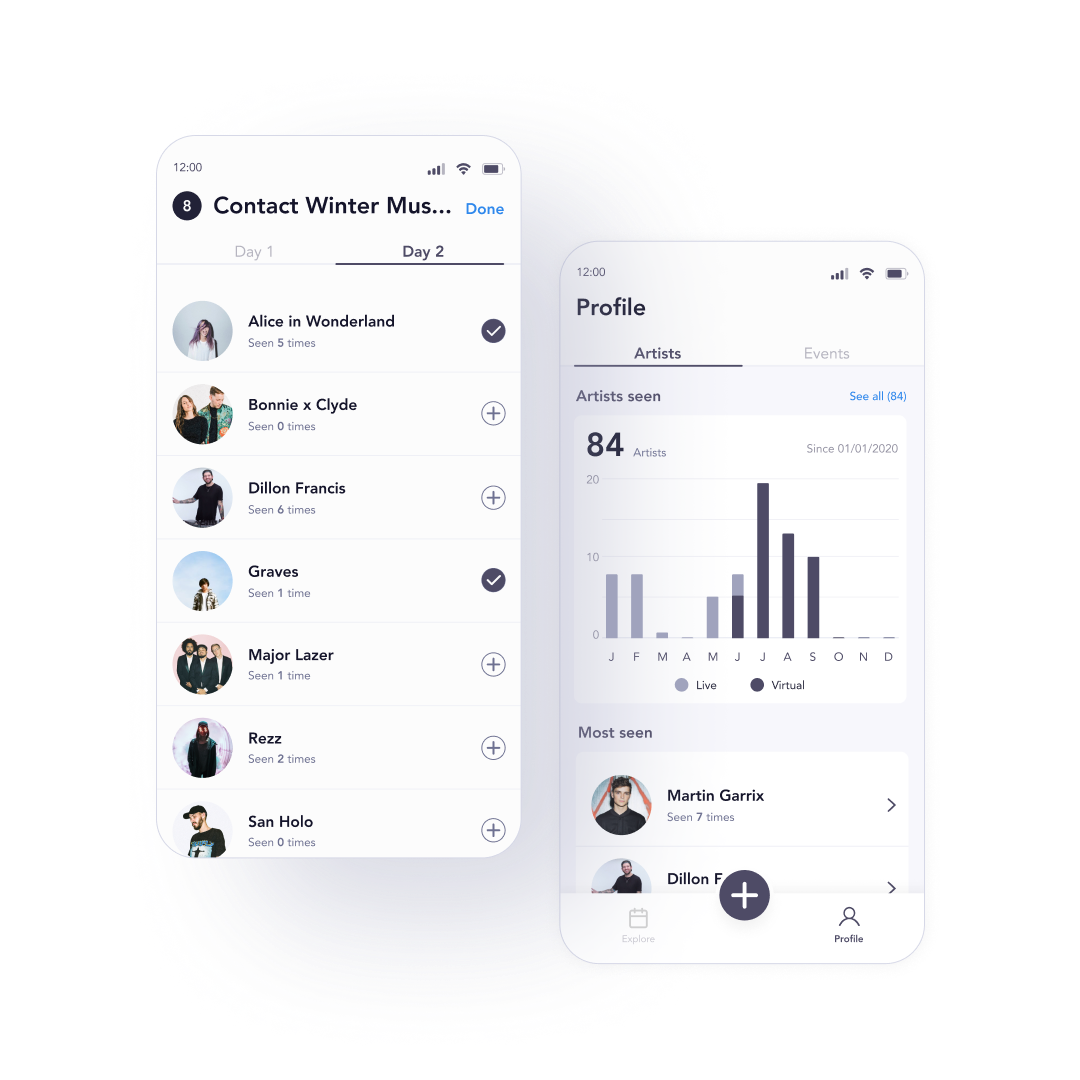 12:00
8 Contact Winter Mus... Done
Day 1 Day 2
Alice in Wonderland
Seen 5 times
Bonnie x Clyde
Seen 0 times
Dillon Francis
Seen 6 times
Graves
Seen 1 time
Major Lazer
Seen 1 time
Rezz
Seen 2 times
San Holo
Seen 0 times
12:00
Profile
Artists Events
Artists seen See all (84)
84 Artists Since 01/01/2020
20
10
0
J F M A M J J A S O N D
Live Virtual
Most seen
Martin Garrix
Seen 7 times
Dillon F
Explore Profile